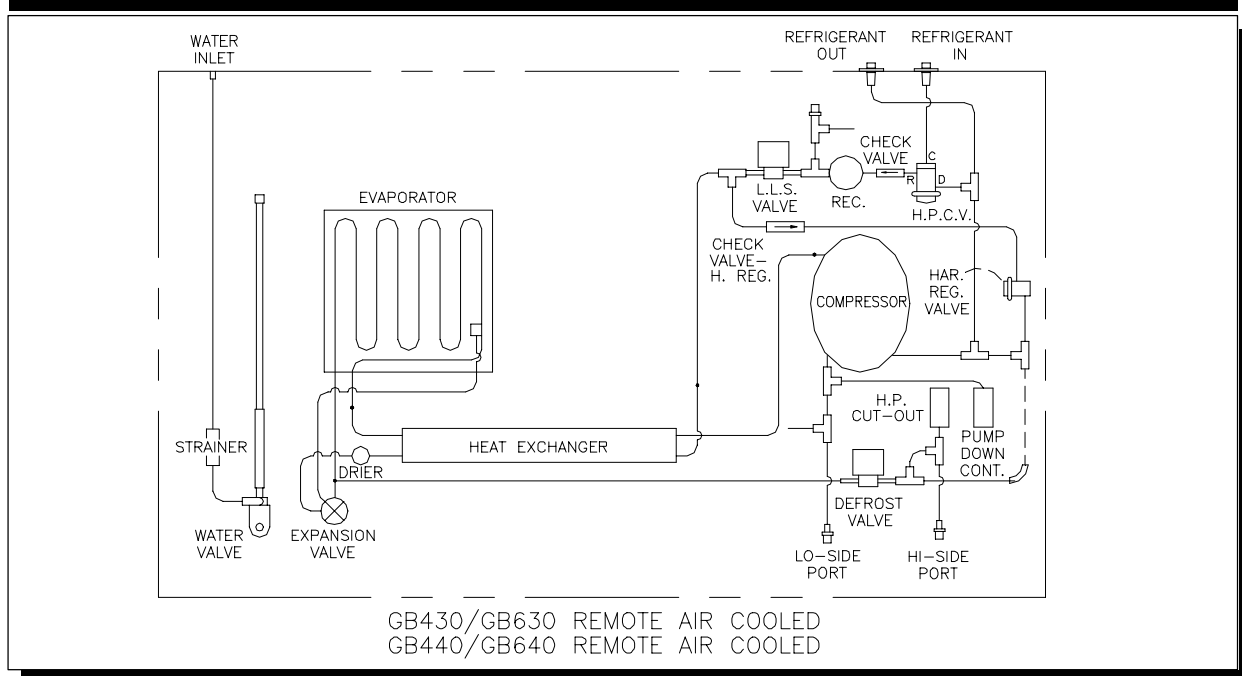 WATER
INLET
REFRIGERANT
OUT
REFRIGERANT
IN
CHECK
VALVE
C
R
D
L.L.S.
VALVE
REC.
H.P.C.V.
EVAPORATOR
CHECK
VALVE-
H. REG.
COMPRESSOR
HAR.
REG.
VALVE
H.P.
CUT-OUT
PUMP
DOWN
CONT.
STRAINER
HEAT EXCHANGER
DRIER
DEFROST
VALVE
WATER
VALVE
EXPANSION
VALVE
LO-SIDE
PORT
HI-SIDE
PORT
GB430/GB630 REMOTE AIR COOLED
GB440/GB640 REMOTE AIR COOLED